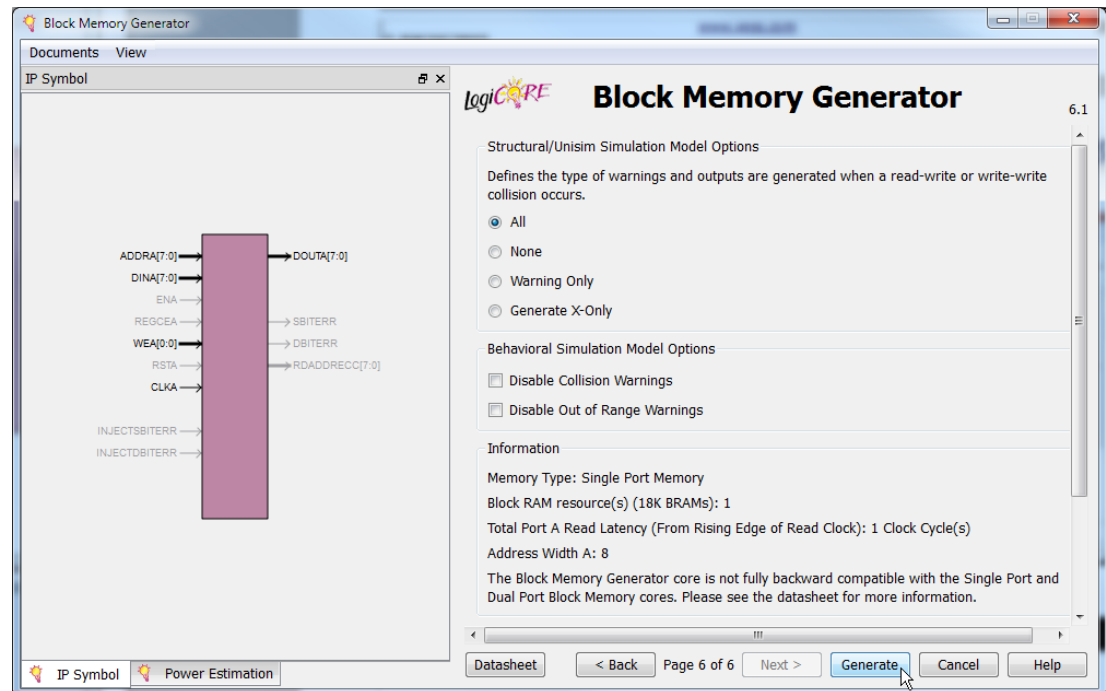 Block Memory Generator
Documents View
IP Symbol
ADDRA[7:0]
DOUTA[7:0]
DINA[7:0]
ENA
REGCEA
SBITERR
WEA[0:0]
DBITERR
RSTA
RDADDRECC[7:0]
CLKA
INJECTSBITERR
INJECTDBITERR
IP Symbol
Power Estimation
LogiCORE
Block Memory Generator
6.1
Structural/Unisim Simulation Model Options
Defines the type of warnings and outputs are generated when a read-write or write-write
collision occurs.
All
None
Warning Only
Generate X-Only
Behavioral Simulation Model Options
Disable Collision Warnings
Disable Out of Range Warnings
Information
Memory Type: Single Port Memory
Block RAM resource(s) (18K BRAMs): 1
Total Port A Read Latency (From Rising Edge of Read Clock): 1 Clock Cycle(s)
Address Width A: 8
The Block Memory Generator core is not fully backward compatible with the Single Port and
Dual Port Block Memory cores. Please see the datasheet for more information.
Datasheet
< Back
Page 6 of 6
Next >
Generate
Cancel
Help